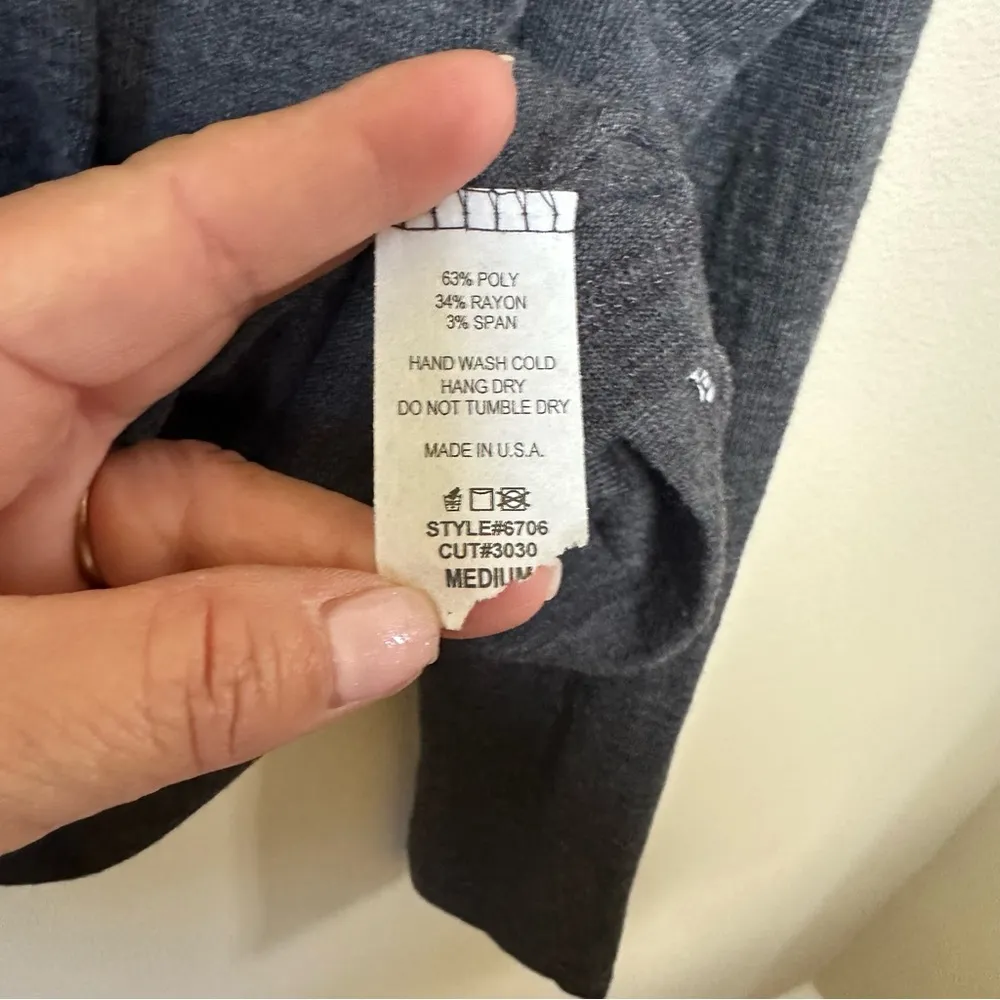 63% POLY
34% RAYON
3% SPAN
HAND WASH COLD
HANG DRY
DO NOT TUMBLE DRY
MADE IN U.S.A.
STYLE#6706
CUT#3030
MEDIUM